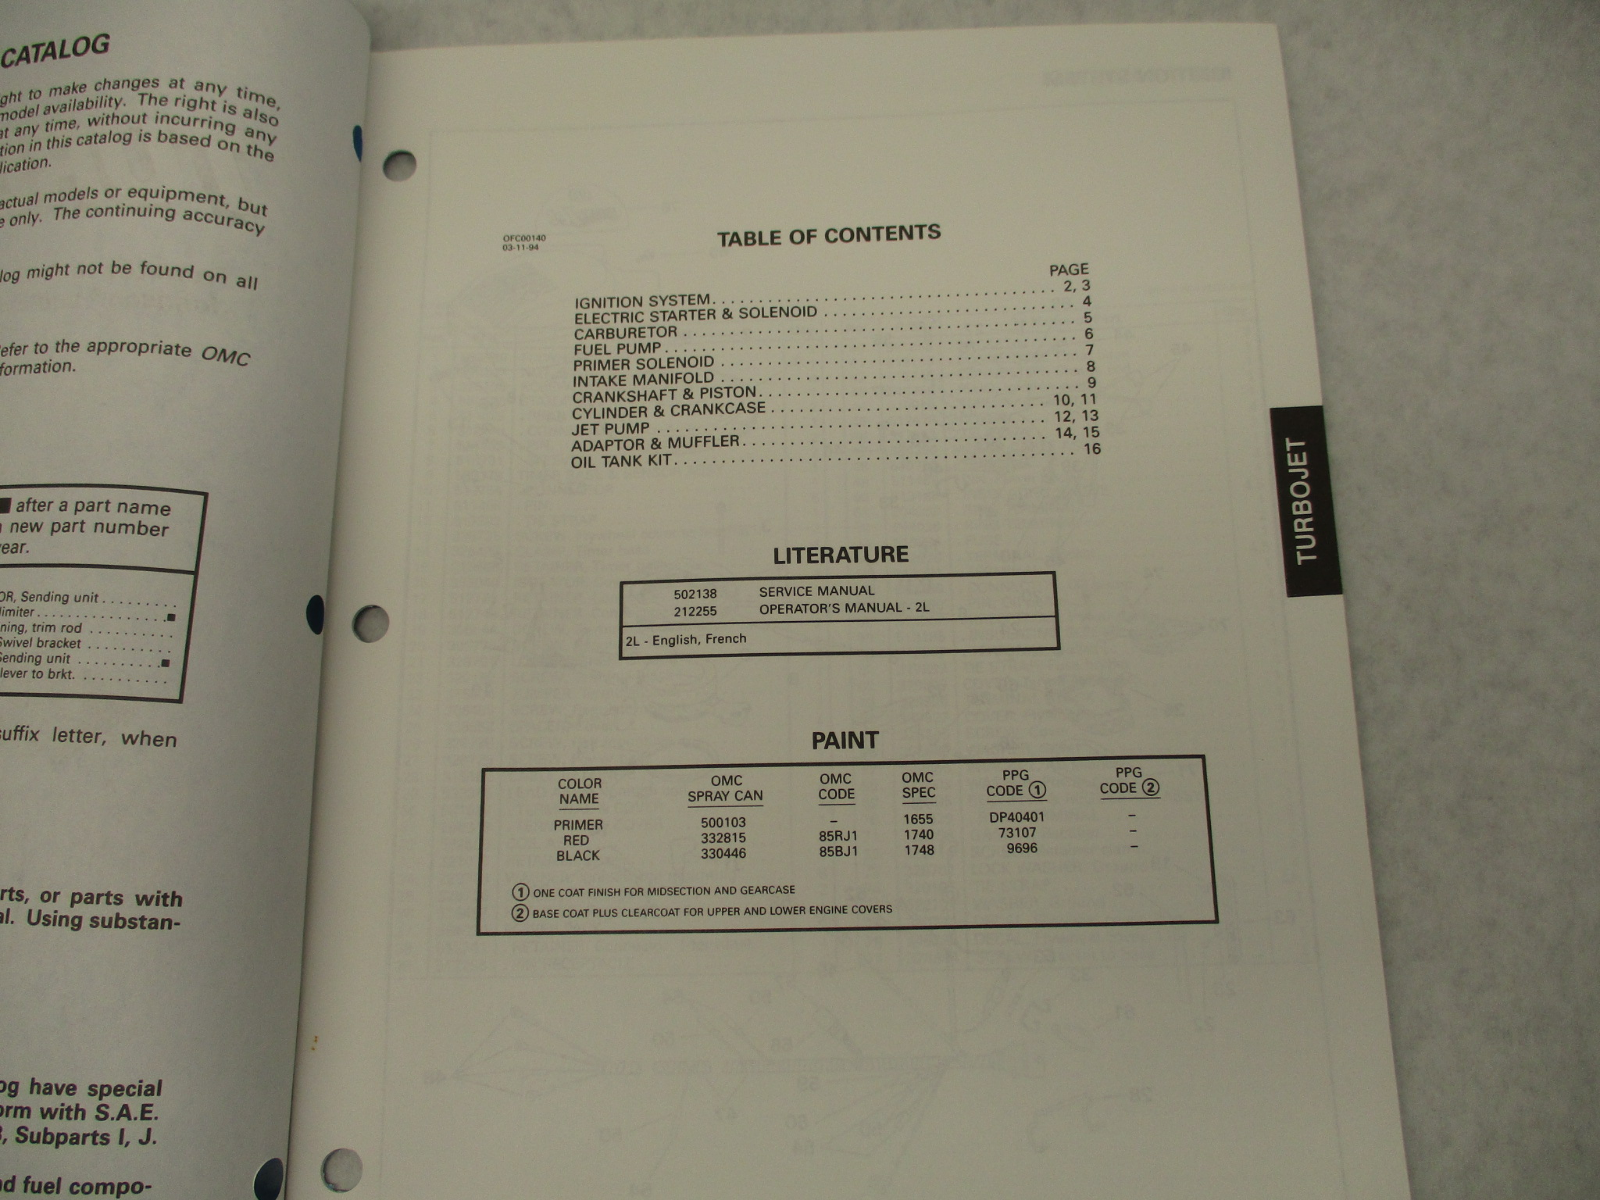 CATALOG
ght to make changes at any time,
model availability. The right is also
at any time, without incurring any
tion in this catalog is based on the
lication.
actual models or equipment, but
e only. The continuing accuracy
log might not be found on all
efer to the appropriate OMC
formation.
■ after a part name
new part number
ear.
OR, Sending unit . . . . . . . . .
limiter . . . . . . . . . . . . . . . . ■
ning, trim rod . . . . . . . . . .
Swivel bracket . . . . . . . . . .
Sending unit . . . . . . . . . . ■
lever to brkt. . . . . . . . . . .
suffix letter, when
rts, or parts with
al. Using substan-
og have special
orm with S.A.E.
, Subparts I, J.
nd fuel compo-
OFC00140
03-11-94
TABLE OF CONTENTS
PAGE
IGNITION SYSTEM . . . . . . . . . . 2, 3
ELECTRIC STARTER & SOLENOID . . . . . . . . . . 4
CARBURETOR . . . . . . . . . . 5
FUEL PUMP . . . . . . . . . . 6
PRIMER SOLENOID . . . . . . . . . . 7
INTAKE MANIFOLD . . . . . . . . . . 8
CRANKSHAFT & PISTON . . . . . . . . . . 9
CYLINDER & CRANKCASE . . . . . . . . . . 10, 11
JET PUMP . . . . . . . . . . 12, 13
ADAPTOR & MUFFLER . . . . . . . . . . 14, 15
OIL TANK KIT . . . . . . . . . . 16
TURBOJET
LITERATURE
502138 SERVICE MANUAL
212255 OPERATOR'S MANUAL - 2L
2L - English, French
PAINT
COLOR OMC OMC OMC PPG PPG
NAME SPRAY CAN CODE SPEC CODE ① CODE ②
PRIMER 500103 – 1655 DP40401 –
RED 332815 85RJ1 1740 73107 –
BLACK 330446 85BJ1 1748 9696 –
① ONE COAT FINISH FOR MIDSECTION AND GEARCASE
② BASE COAT PLUS CLEARCOAT FOR UPPER AND LOWER ENGINE COVERS